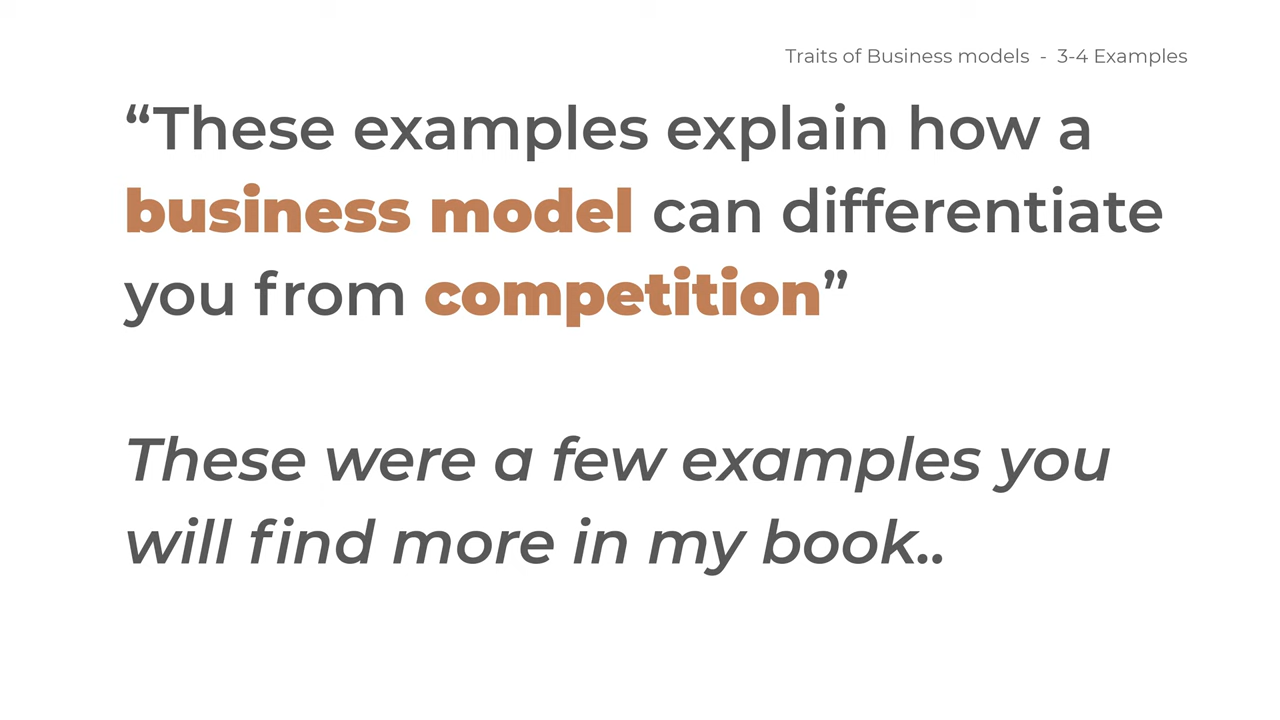 Traits of Business models - 3-4 Examples
“These examples explain how a
business model can differentiate
you from competition”
These were a few examples you
will find more in my book..